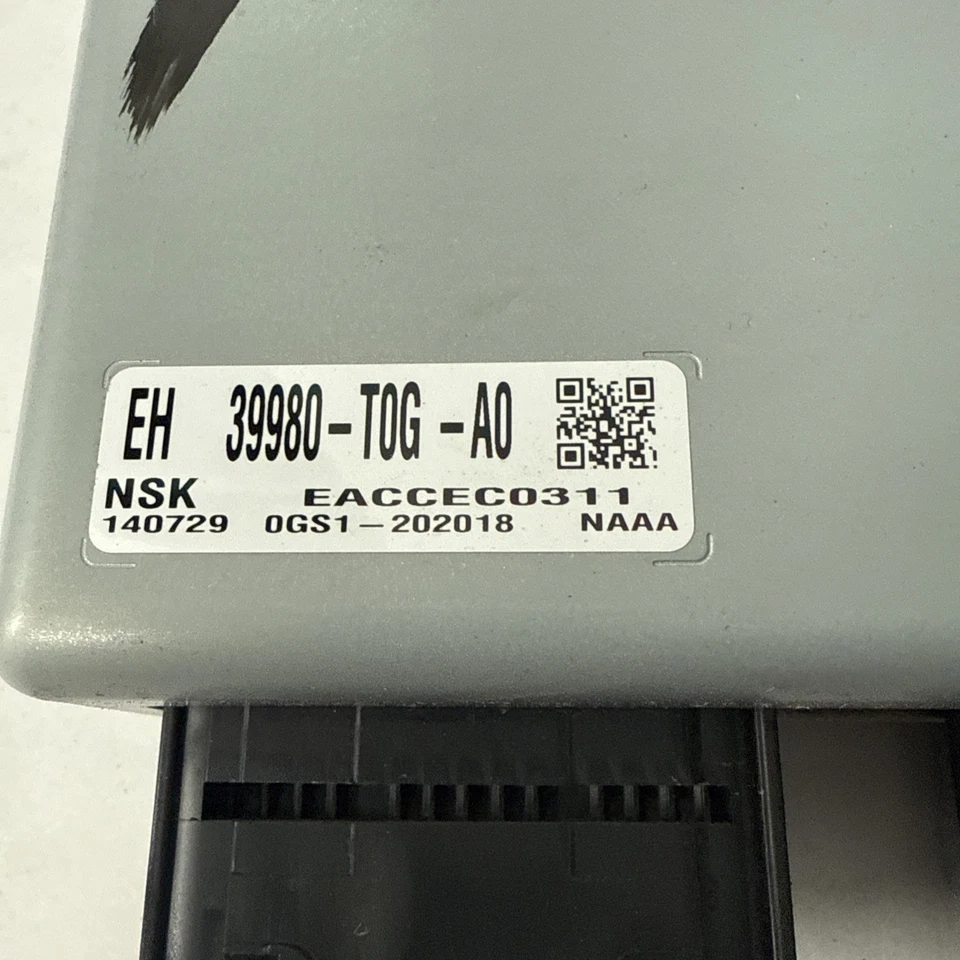 EH 39980-T0G-A0
NSK EACCEC0311
140729 0GS1-202018 NAAA